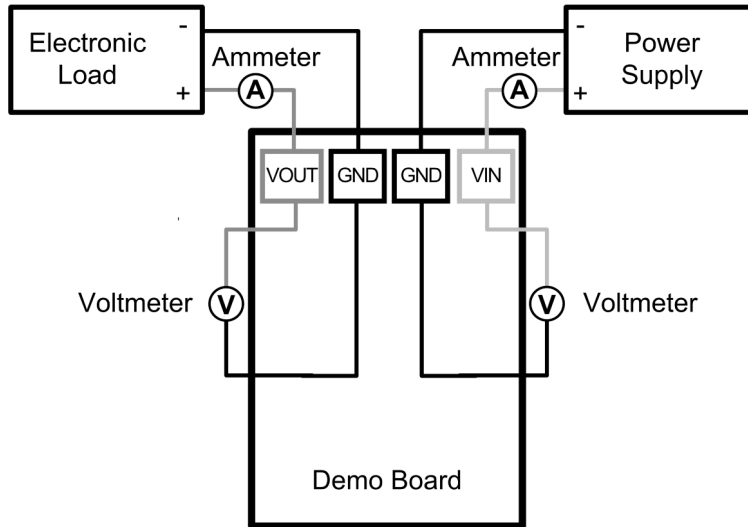 Electronic
Load
-
+
Ammeter
A
Ammeter
A
-
+
Power
Supply
VOUT
GND
GND
VIN
Voltmeter
V
V
Voltmeter
Demo Board